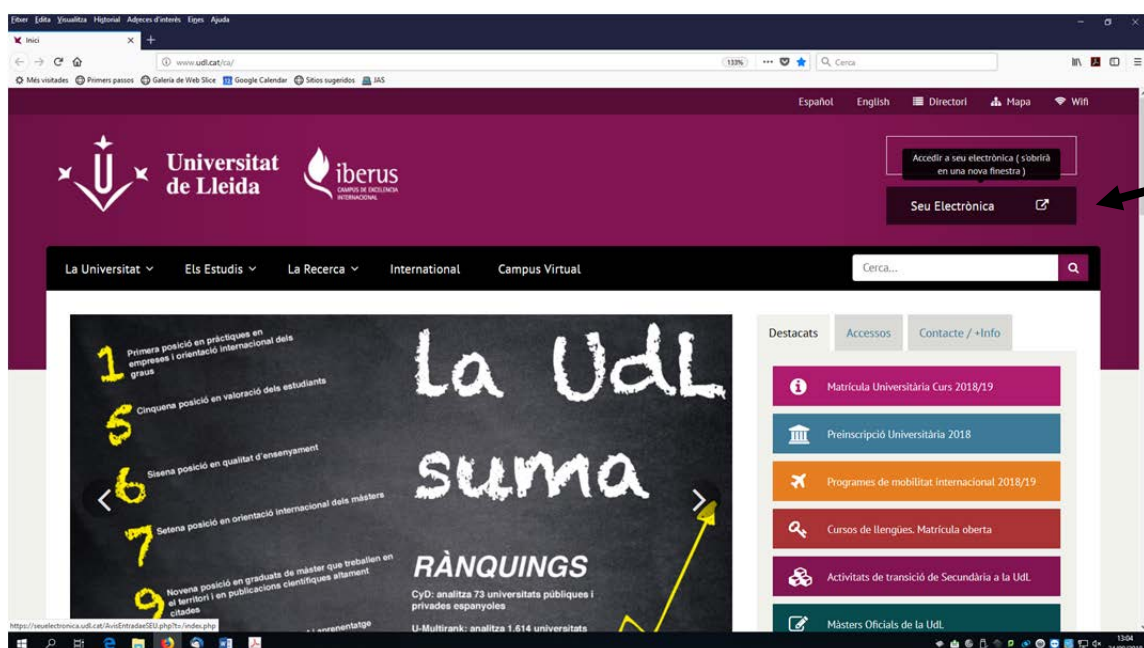 Fitxer Edita Visualitza Historial Adreces d'interès Eines Ajuda
Inici
www.udl.cat/ca/
133%
Cerca
Més visitades Primers passos Galería de Web Slice Google Calendar Sitios sugeridos JAS
Español English Directori Mapa Wifi
Universitat
de Lleida
iberus
CAMPUS DE EXCELENCIA
INTERNACIONAL
Accedir a seu electrònica ( s'obrirà
en una nova finestra )
Seu Electrònica
La Universitat Els Estudis La Recerca International Campus Virtual
Cerca...
1 Primera posició en pràctiques en
empreses i orientació internacional dels
graus
5 Cinquena posició en valoració dels estudiants
6 Sisena posició en qualitat d'ensenyament
7 Setena posició en orientació internacional dels màsters
9 Novena posició en graduats de màster que treballen en
el territori i en publicacions científiques altament
citades
i aprenentatge
la UdL
suma
RÀNQUINGS
CyD: analitza 73 universitats públiques i
privades espanyoles
U-Multirank: analitza 1.614 universitats
Destacats Accessos Contacte / +Info
Matrícula Universitària Curs 2018/19
Preinscripció Universitària 2018
Programes de mobilitat internacional 2018/19
Cursos de llengües. Matrícula oberta
Activitats de transició de Secundària a la UdL
Màsters Oficials de la UdL
https://seuelectronica.udl.cat/AvisEntradaeSEU.php?t=/index.php
13:04